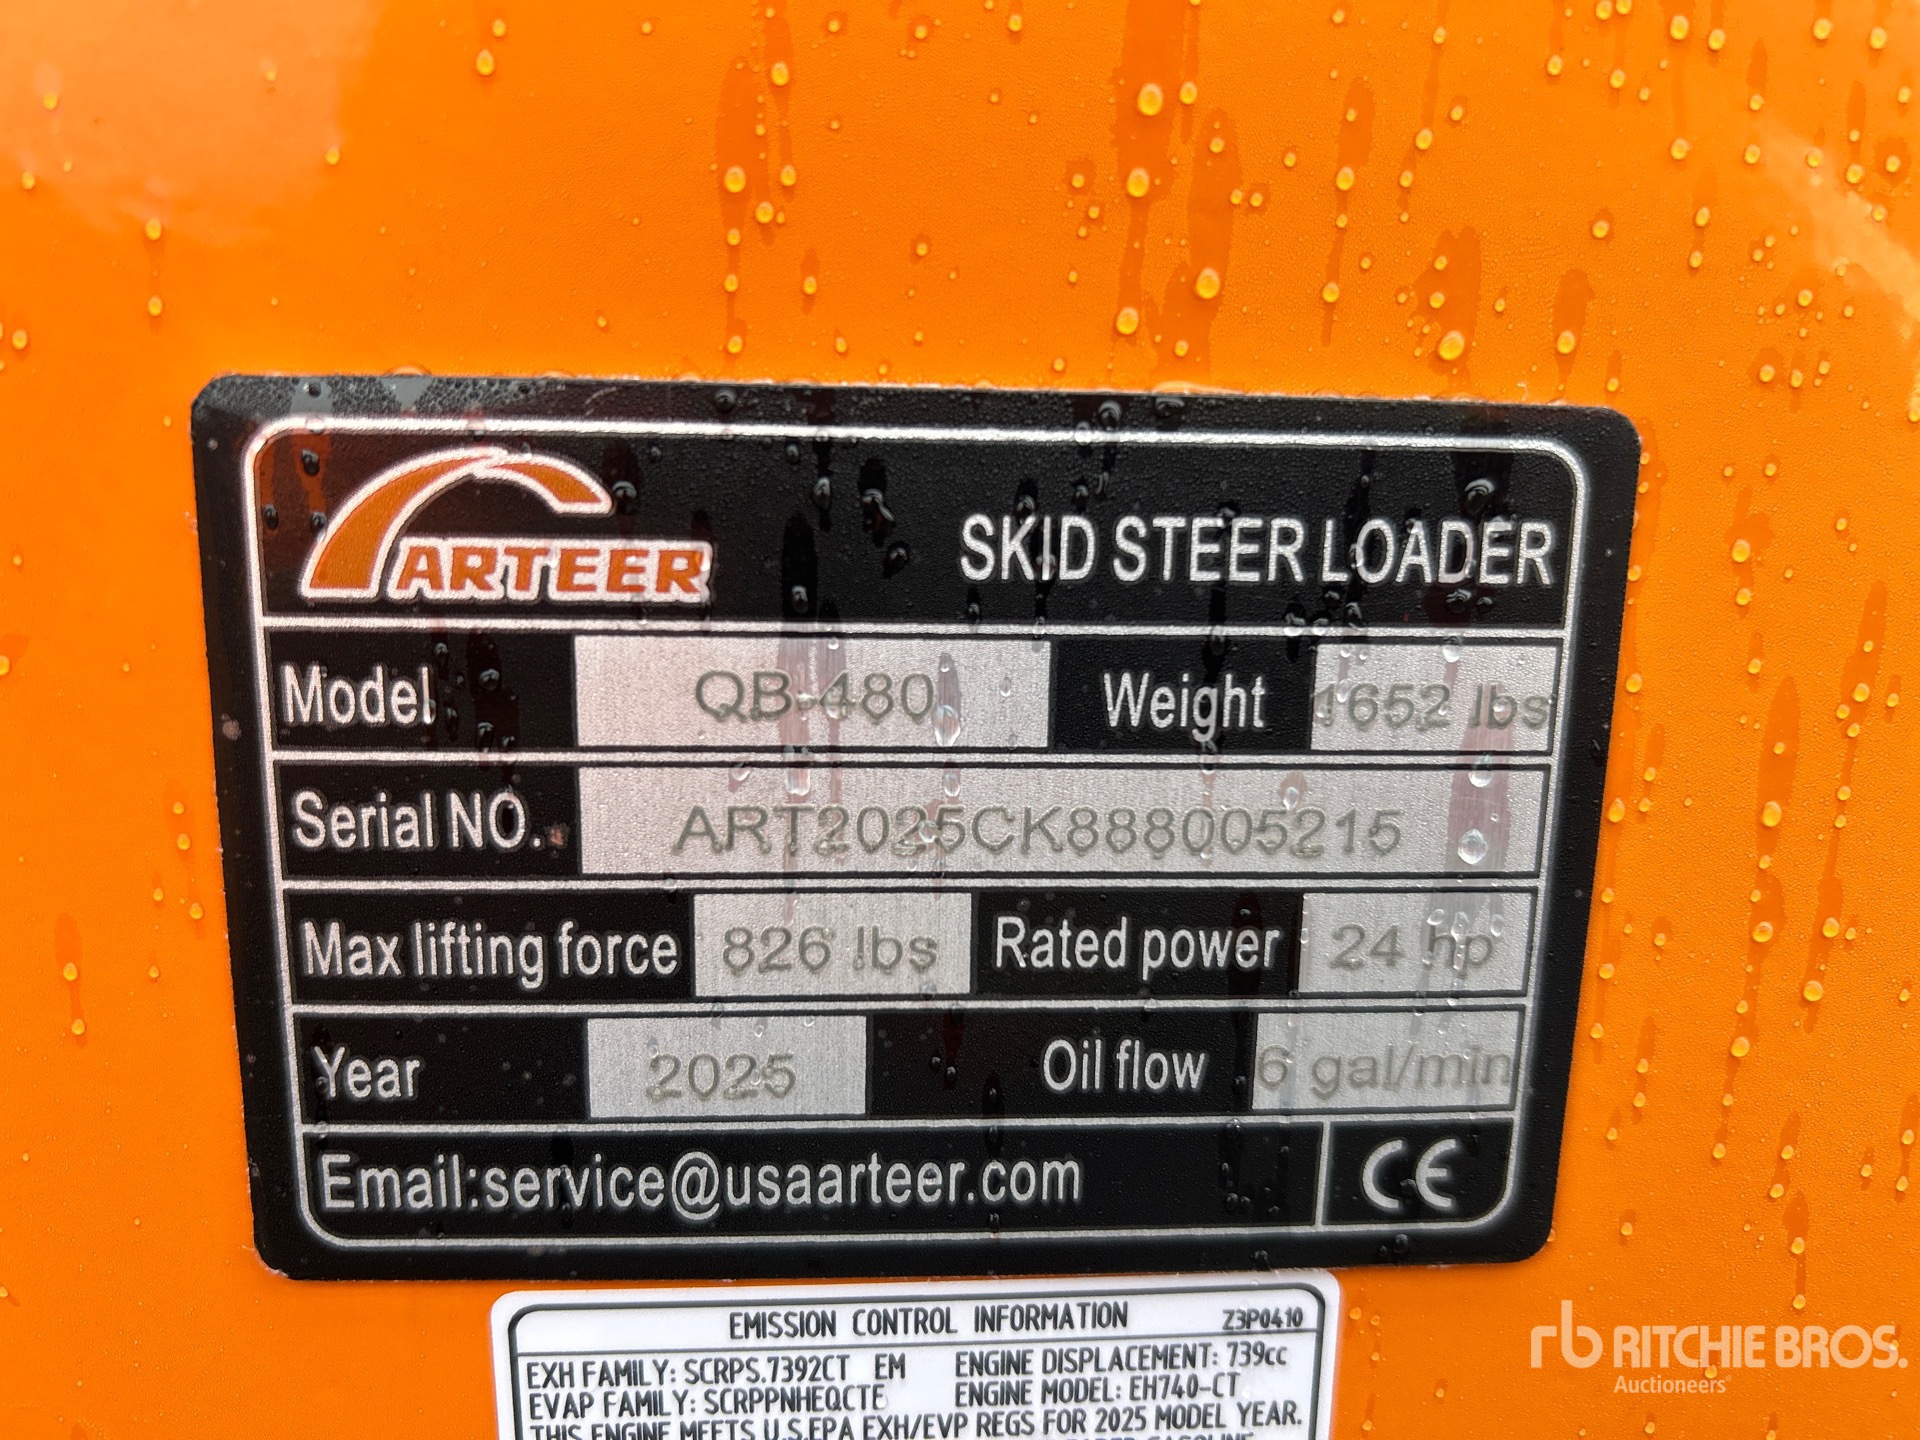 ARTEER SKID STEER LOADER
Model QB-480 Weight 1652 lbs
Serial NO. ART2025CK888005215
Max lifting force 826 lbs Rated power 24 hp
Year 2025 Oil flow 6 gal/min
Email:service@usaarteer.com CE
EMISSION CONTROL INFORMATION Z3P0410
EXH FAMILY: SCRPS.7392CT EM ENGINE DISPLACEMENT: 739cc
EVAP FAMILY: SCRPPNHEQCTE ENGINE MODEL: EH740-CT
THIS ENGINE MEETS U.S.EPA EXH/EVP REGS FOR 2025 MODEL YEAR.
rb RITCHIE BROS.
Auctioneers